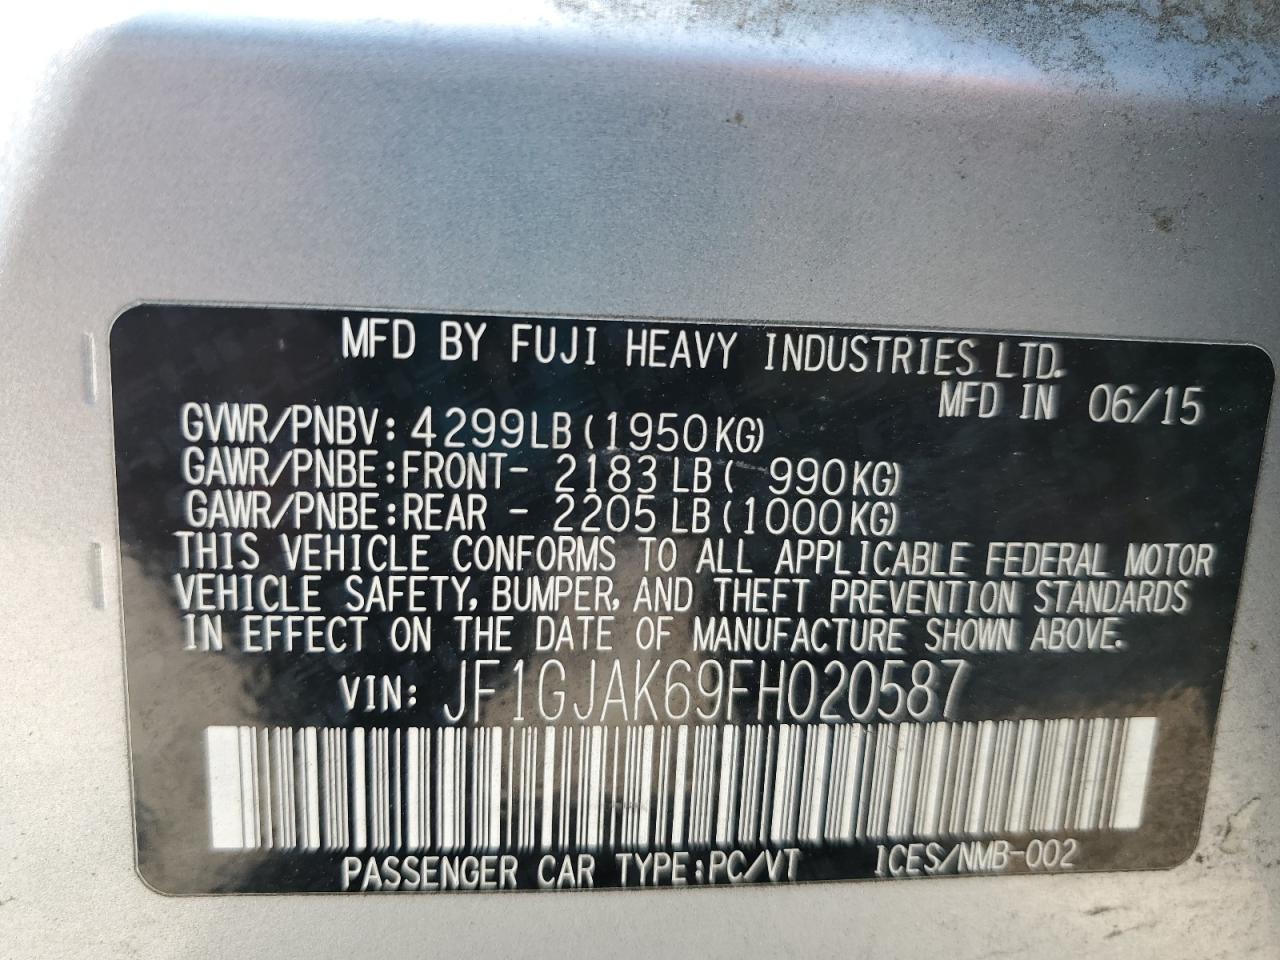 MFD BY FUJI HEAVY INDUSTRIES LTD.
MFD IN 06/15
GVWR/PNBV: 4299LB (1950KG)
GAWR/PNBE:FRONT- 2183 LB ( 990KG)
GAWR/PNBE:REAR - 2205 LB (1000KG)
THIS VEHICLE CONFORMS TO ALL APPLICABLE FEDERAL MOTOR
VEHICLE SAFETY, BUMPER, AND THEFT PREVENTION STANDARDS
IN EFFECT ON THE DATE OF MANUFACTURE SHOWN ABOVE.
VIN: JF1GJAK69FH020587
PASSENGER CAR TYPE:PC/VT ICES/NMB-002